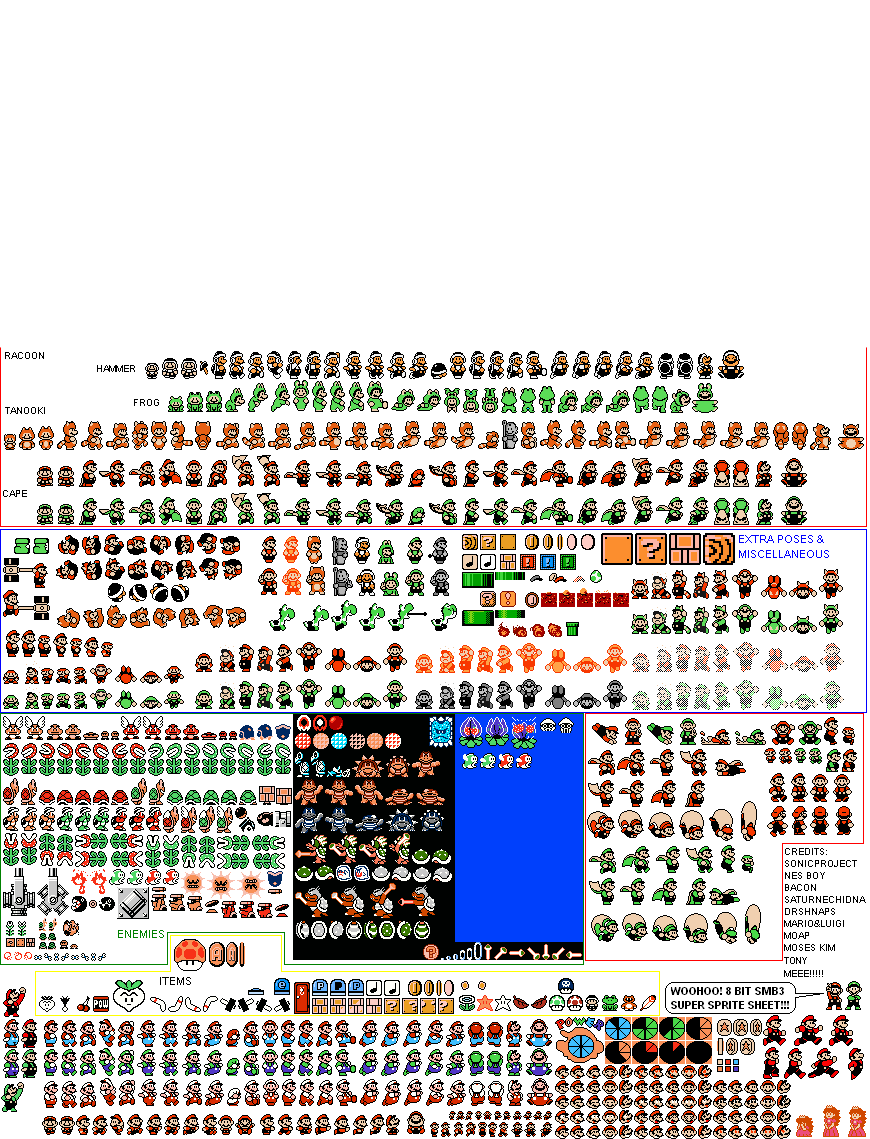 RACOON
HAMMER
FROG
TANOOKI
CAPE
EXTRA POSES &
MISCELLANEOUS
CREDITS:
SONICPROJECT
NES BOY
BACON
SATURNECHIDNA
DRSHNAPS
MARIO&LUIGI
MOAP
MOSES KIM
TONY
MEEE!!!!!
ENEMIES
ITEMS
WOOHOO! 8 BIT SMB3
SUPER SPRITE SHEET!!!
POWER